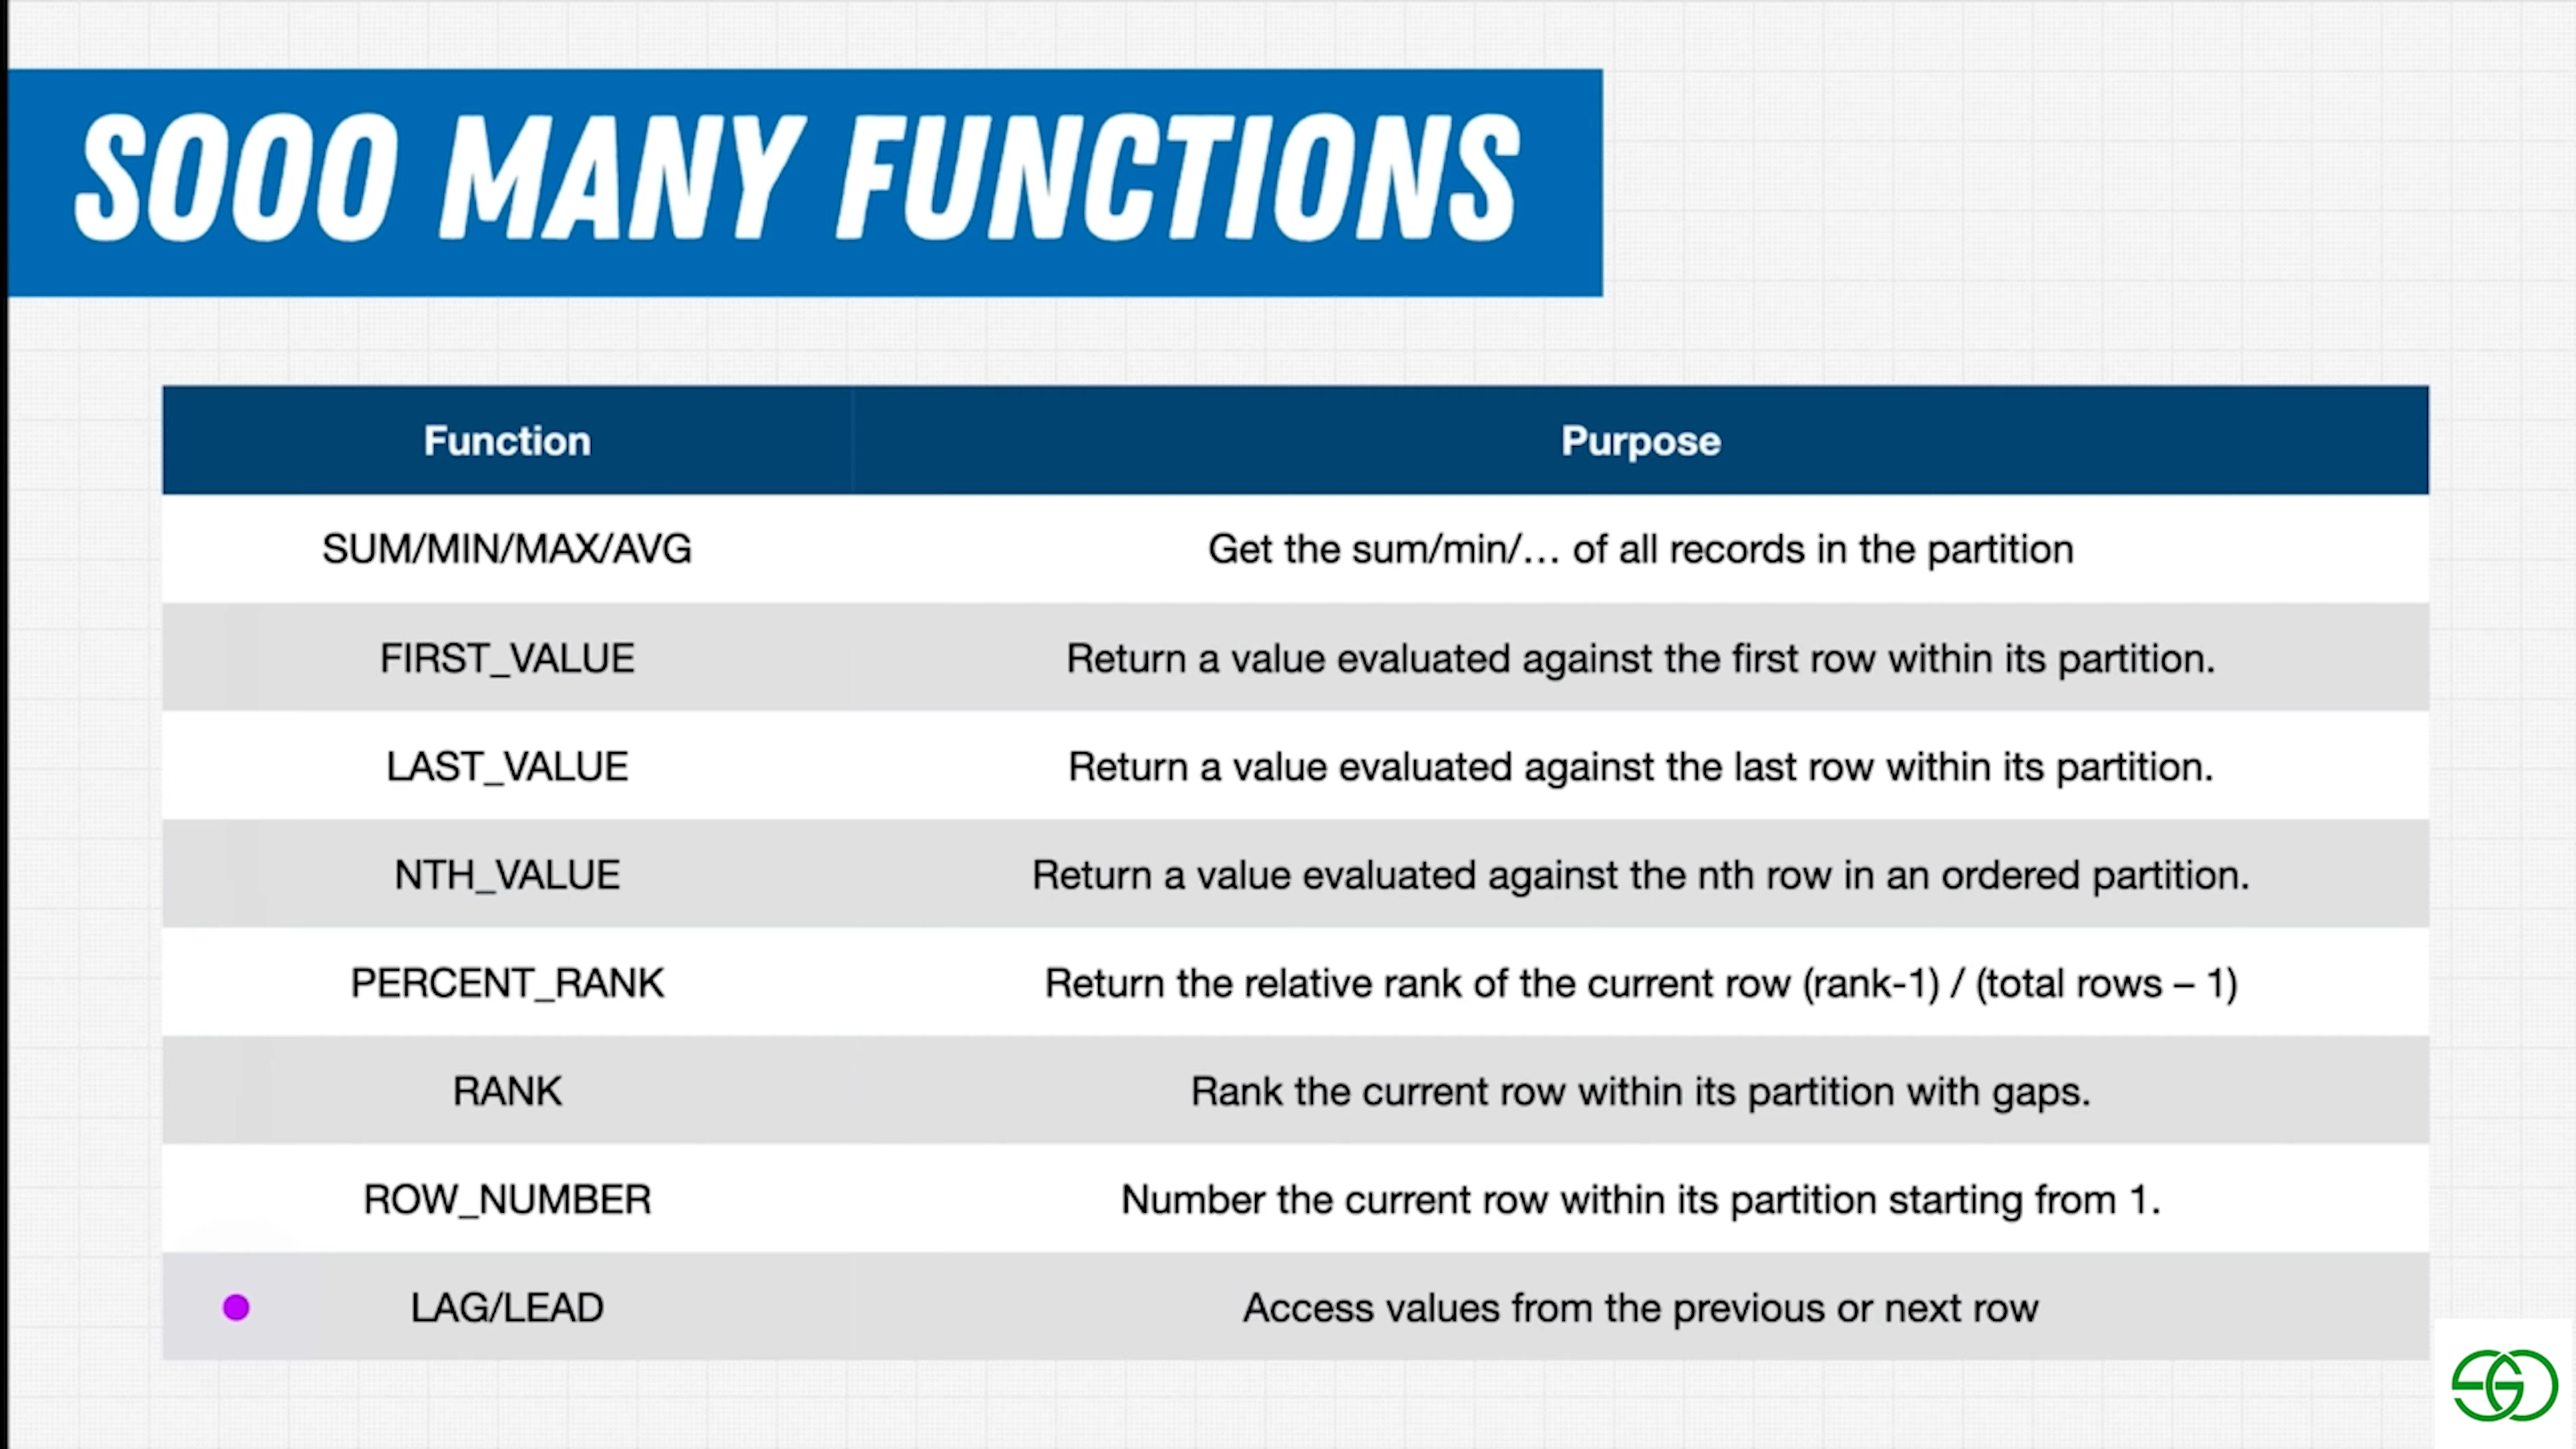 SOOO MANY FUNCTIONS
Function Purpose
SUM/MIN/MAX/AVG Get the sum/min/… of all records in the partition
FIRST_VALUE Return a value evaluated against the first row within its partition.
LAST_VALUE Return a value evaluated against the last row within its partition.
NTH_VALUE Return a value evaluated against the nth row in an ordered partition.
PERCENT_RANK Return the relative rank of the current row (rank-1) / (total rows – 1)
RANK Rank the current row within its partition with gaps.
ROW_NUMBER Number the current row within its partition starting from 1.
LAG/LEAD Access values from the previous or next row